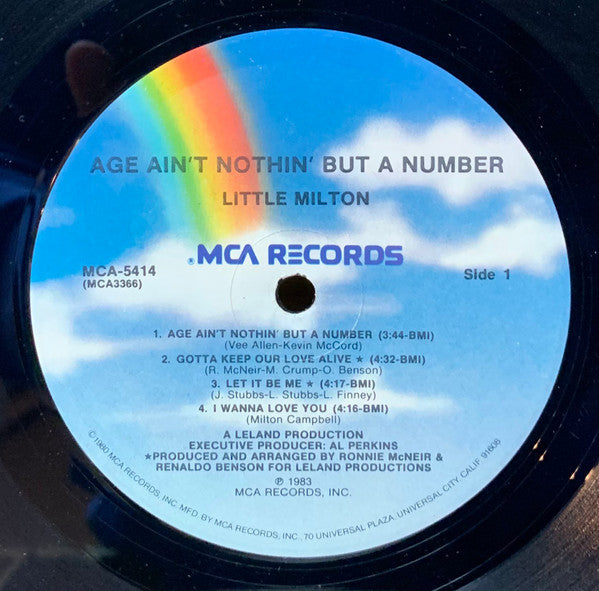 AGE AIN'T NOTHIN' BUT A NUMBER
LITTLE MILTON
®MCA RECORDS
MCA-5414
(MCA3366)
Side 1
1. AGE AIN'T NOTHIN' BUT A NUMBER (3:44-BMI)
(Vee Allen-Kevin McCord)
2. GOTTA KEEP OUR LOVE ALIVE ★ (4:32-BMI)
(R. McNeir-M. Crump-O. Benson)
3. LET IT BE ME ★ (4:17-BMI)
(J. Stubbs-L. Stubbs-L. Finney)
4. I WANNA LOVE YOU (4:16-BMI)
(Milton Campbell)
A LELAND PRODUCTION
EXECUTIVE PRODUCER: AL PERKINS
★PRODUCED AND ARRANGED BY RONNIE McNEIR &
RENALDO BENSON FOR LELAND PRODUCTIONS
℗ 1983
MCA RECORDS, INC.
©1980 MCA RECORDS, INC. MFD. BY MCA RECORDS, INC., 70 UNIVERSAL PLAZA, UNIVERSAL CITY, CALIF. 91608